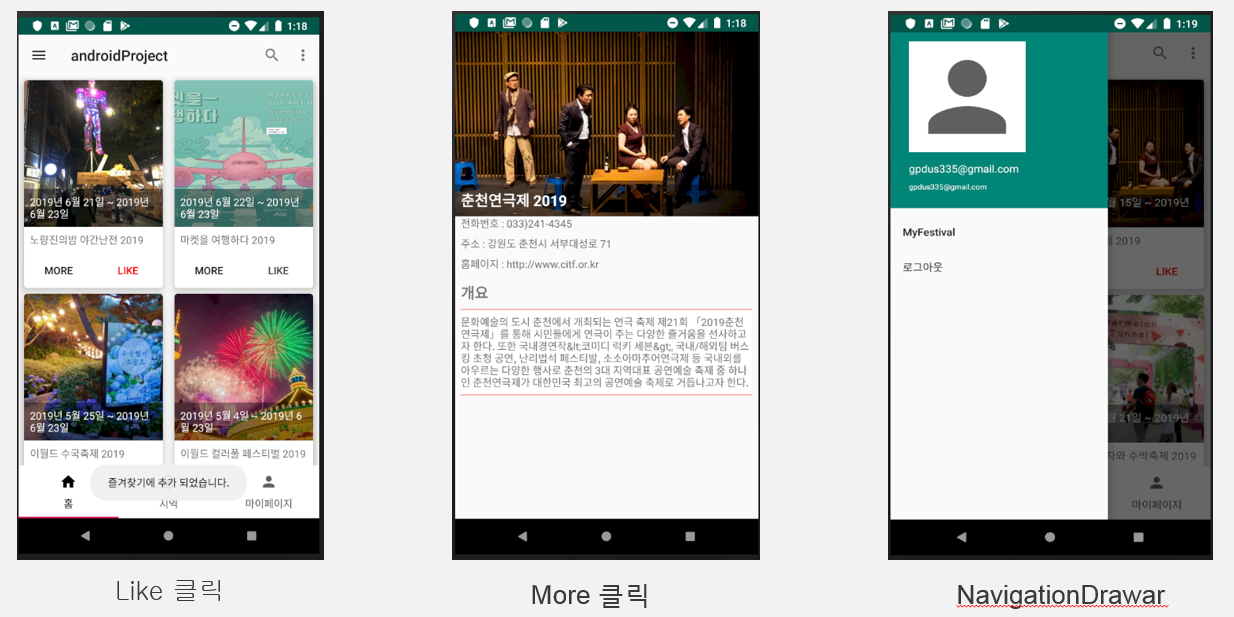 1:18
androidProject
2019년 6월 21일 ~ 2019년
6월 23일
노량진의밤 야간난전 2019
MORE
LIKE
행하다
2019년 6월 22일 ~ 2019년
6월 23일
마켓을 여행하다 2019
MORE
LIKE
2019년 5월 25일 ~ 2019년
6월 23일
이월드 수국축제 2019
2019년 5월 4일 ~ 2019년 6
월 23일
이월드 컬러풀 페스티벌 2019
즐겨찾기에 추가 되었습니다.
홈
지역
마이페이지
Like 클릭
1:18
춘천연극제 2019
전화번호 : 033)241-4345
주소 : 강원도 춘천시 서부대성로 71
홈페이지 : http://www.citf.or.kr
개요
문화예술의 도시 춘천에서 개최되는 연극 축제 제21회 「2019춘천
연극제」를 통해 시민들에게 연극이 주는 다양한 즐거움을 선사하고
자 한다. 또한 국내경연작&lt;코미디 럭키 세븐&gt;, 국내/해외팀 버스
킹 초청 공연, 난리법석 페스티발, 소소아마추어연극제 등 국내외를
아우르는 다양한 행사로 춘천의 3대 지역대표 공연예술 축제 중 하나
인 춘천연극제가 대한민국 최고의 공연예술 축제로 거듭나고자 한다.
More 클릭
1:19
gpdus335@gmail.com
gpdus335@gmail.com
MyFestival
로그아웃
월 15일 ~ 2019년
2019
LIKE
월 21일 ~ 2019년
자와 수박축제 2019
마이페이지
NavigationDrawar